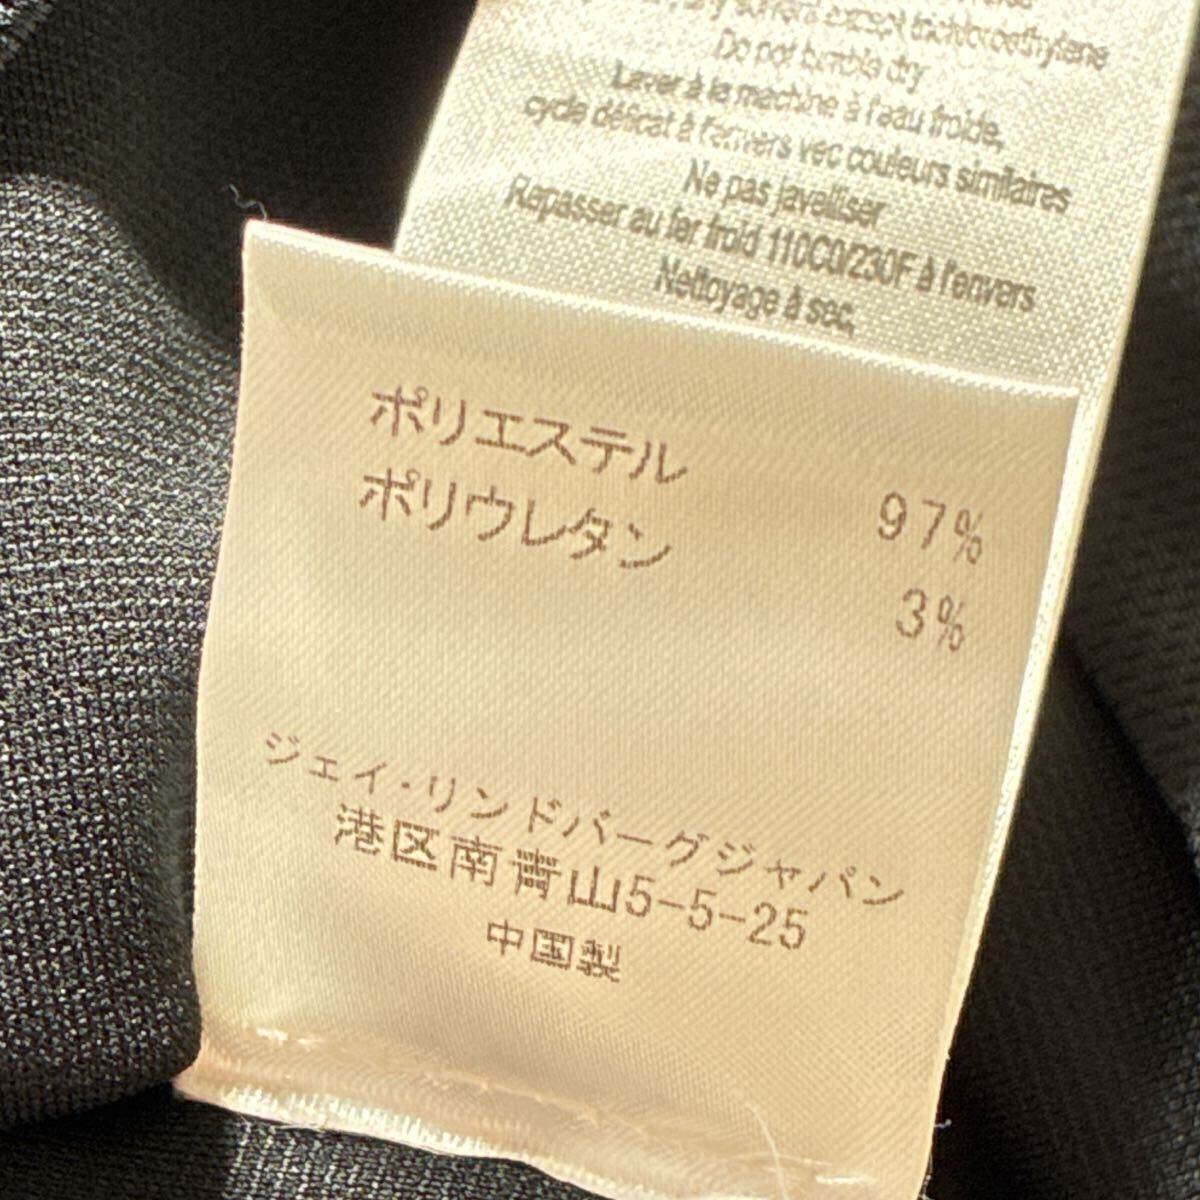 solvent except trichloroethylene
Do not tumble dry
Laver à la machine à l'eau froide,
cycle délicat à l'envers vec couleurs similaires
Ne pas javelliser
Repasser au fer froid 110C0/230F à l'envers
Nettoyage à sec,
ポリエステル 97%
ポリウレタン 3%
ジェイ・リンドバーグジャパン
港区南青山5-5-25
中国製